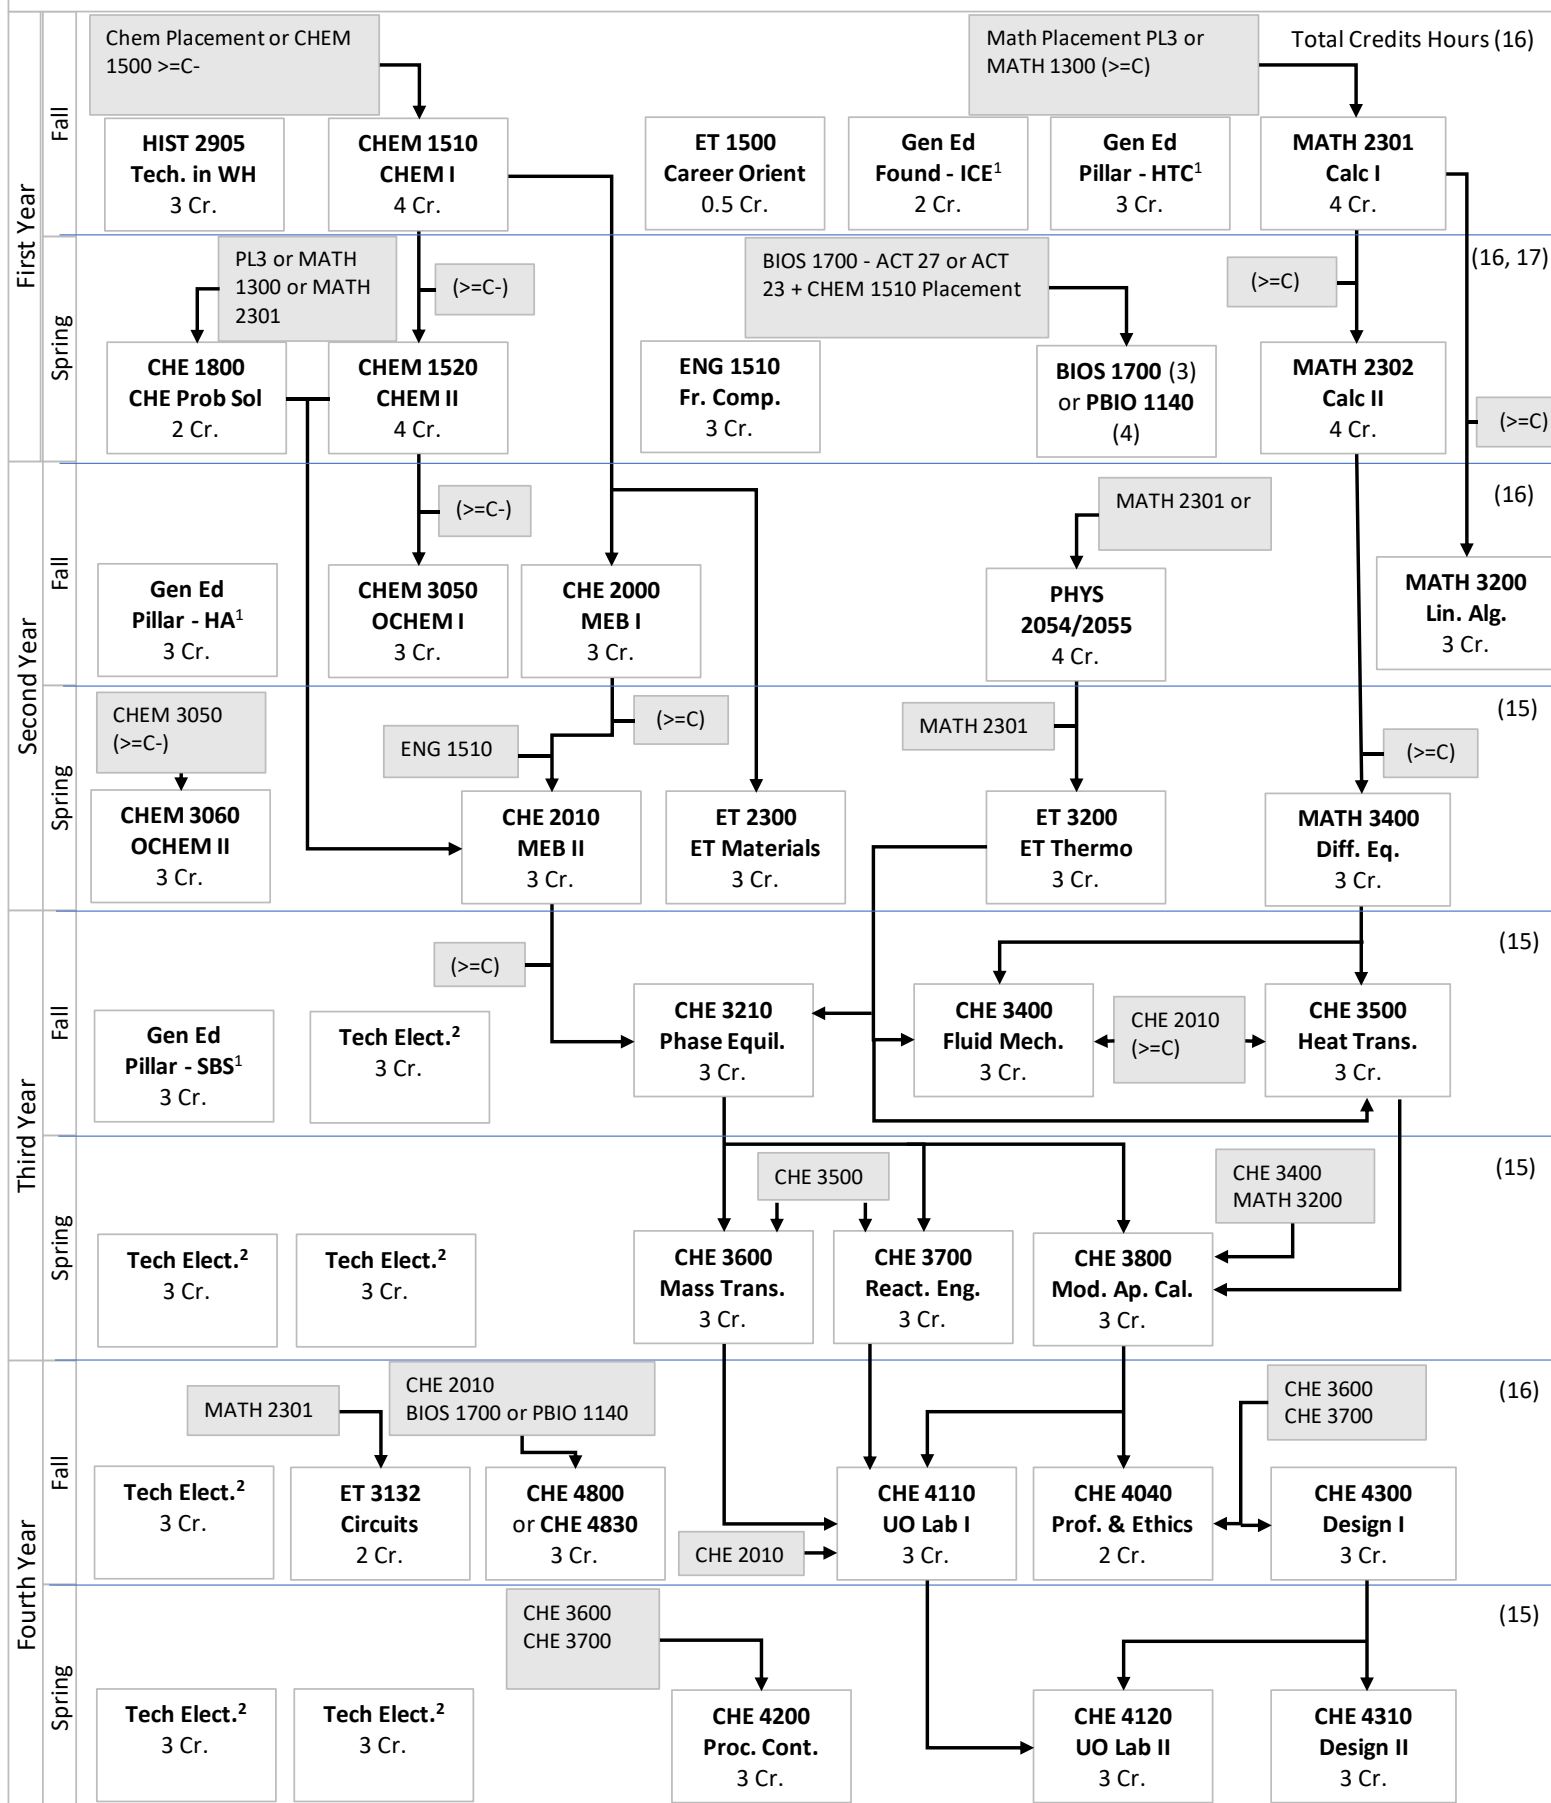 First Year
Fall
Chem Placement or CHEM
1500 >=C-
Math Placement PL3 or
MATH 1300 (>=C)
Total Credits Hours (16)
HIST 2905
Tech. in WH
3 Cr.
CHEM 1510
CHEM I
4 Cr.
ET 1500
Career Orient
0.5 Cr.
Gen Ed
Found - ICE¹
2 Cr.
Gen Ed
Pillar - HTC¹
3 Cr.
MATH 2301
Calc I
4 Cr.
Spring
PL3 or MATH
1300 or MATH
2301
(>=C-)
BIOS 1700 - ACT 27 or ACT
23 + CHEM 1510 Placement
(>=C)
(16, 17)
CHE 1800
CHE Prob Sol
2 Cr.
CHEM 1520
CHEM II
4 Cr.
ENG 1510
Fr. Comp.
3 Cr.
BIOS 1700 (3)
or PBIO 1140
(4)
MATH 2302
Calc II
4 Cr.
(>=C)
Second Year
Fall
(>=C-)
MATH 2301 or
(16)
Gen Ed
Pillar - HA¹
3 Cr.
CHEM 3050
OCHEM I
3 Cr.
CHE 2000
MEB I
3 Cr.
PHYS
2054/2055
4 Cr.
MATH 3200
Lin. Alg.
3 Cr.
Spring
CHEM 3050
(>=C-)
ENG 1510
(>=C)
MATH 2301
(>=C)
(15)
CHEM 3060
OCHEM II
3 Cr.
CHE 2010
MEB II
3 Cr.
ET 2300
ET Materials
3 Cr.
ET 3200
ET Thermo
3 Cr.
MATH 3400
Diff. Eq.
3 Cr.
Third Year
Fall
(>=C)
(15)
Gen Ed
Pillar - SBS¹
3 Cr.
Tech Elect.²
3 Cr.
CHE 3210
Phase Equil.
3 Cr.
CHE 3400
Fluid Mech.
3 Cr.
CHE 2010
(>=C)
CHE 3500
Heat Trans.
3 Cr.
Spring
CHE 3500
CHE 3400
MATH 3200
(15)
Tech Elect.²
3 Cr.
Tech Elect.²
3 Cr.
CHE 3600
Mass Trans.
3 Cr.
CHE 3700
React. Eng.
3 Cr.
CHE 3800
Mod. Ap. Cal.
3 Cr.
Fourth Year
Fall
MATH 2301
CHE 2010
BIOS 1700 or PBIO 1140
CHE 3600
CHE 3700
(16)
Tech Elect.²
3 Cr.
ET 3132
Circuits
2 Cr.
CHE 4800
or CHE 4830
3 Cr.
CHE 2010
CHE 4110
UO Lab I
3 Cr.
CHE 4040
Prof. & Ethics
2 Cr.
CHE 4300
Design I
3 Cr.
Spring
CHE 3600
CHE 3700
(15)
Tech Elect.²
3 Cr.
Tech Elect.²
3 Cr.
CHE 4200
Proc. Cont.
3 Cr.
CHE 4120
UO Lab II
3 Cr.
CHE 4310
Design II
3 Cr.